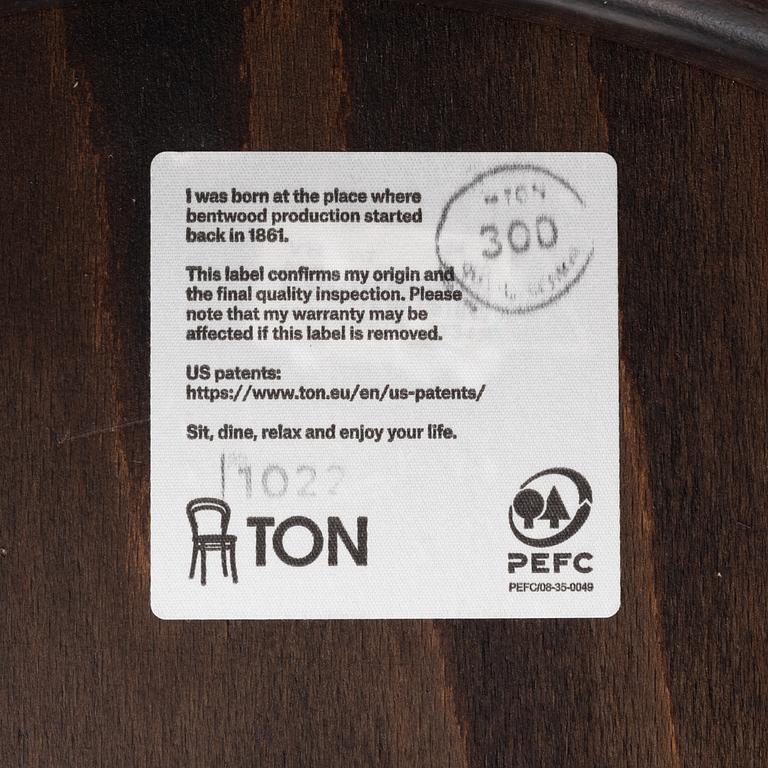 I was born at the place where
bentwood production started
back in 1861.
This label confirms my origin and
the final quality inspection. Please
note that my warranty may be
affected if this label is removed.
US patents:
https://www.ton.eu/en/us-patents/
Sit, dine, relax and enjoy your life.
TON
300
1022
TON
PEFC
PEFC/08-35-0049